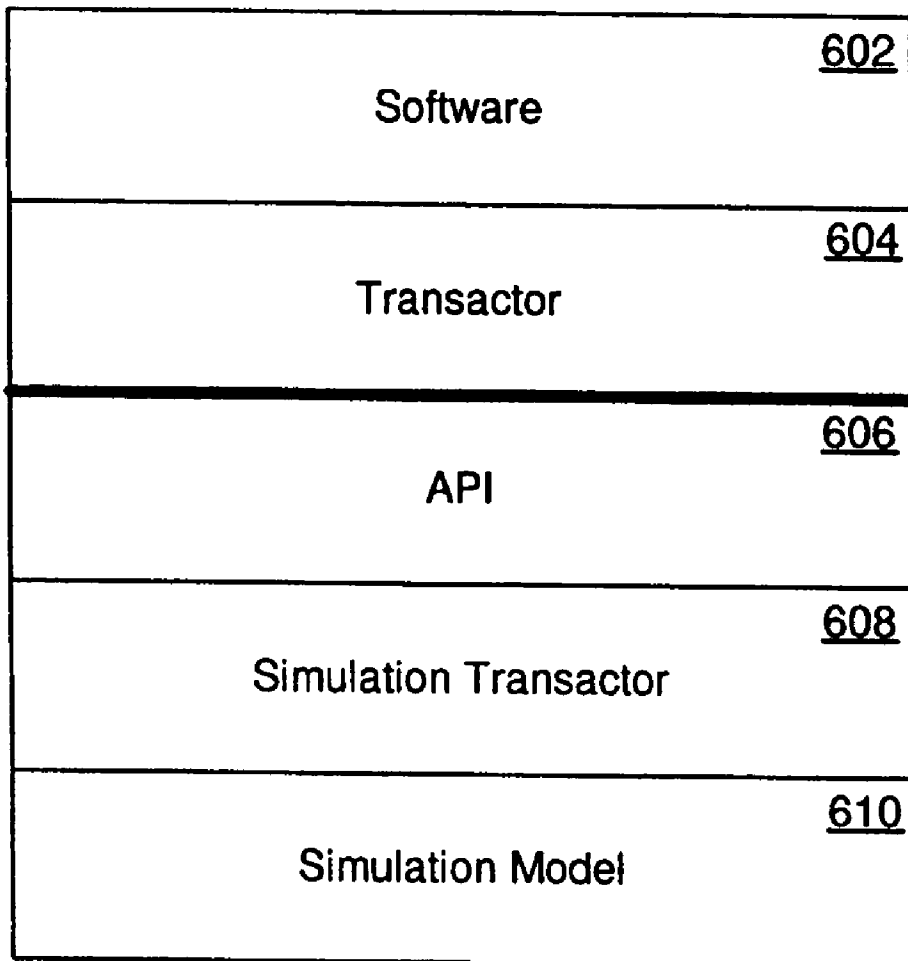 602
Software
604
Transactor
606
API
608
Simulation Transactor
610
Simulation Model